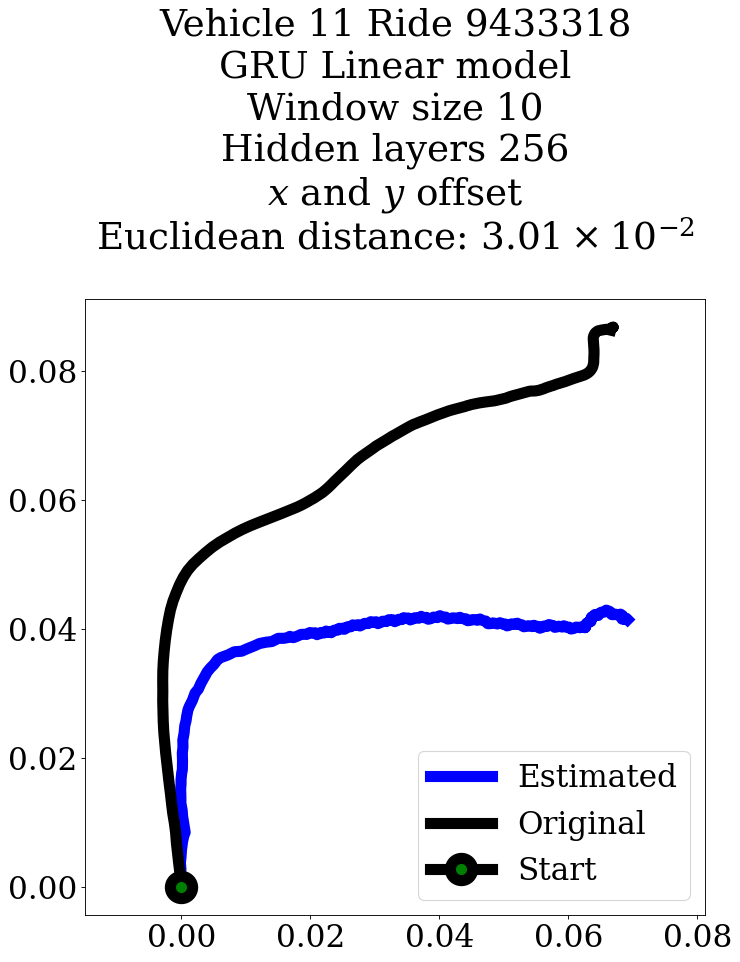 Vehicle 11 Ride 9433318
GRU Linear model
Window size 10
Hidden layers 256
x and y offset
Euclidean distance: 3.01 × 10⁻²
0.08
0.06
0.04
0.02
0.00
Estimated
Original
Start
0.00 0.02 0.04 0.06 0.08